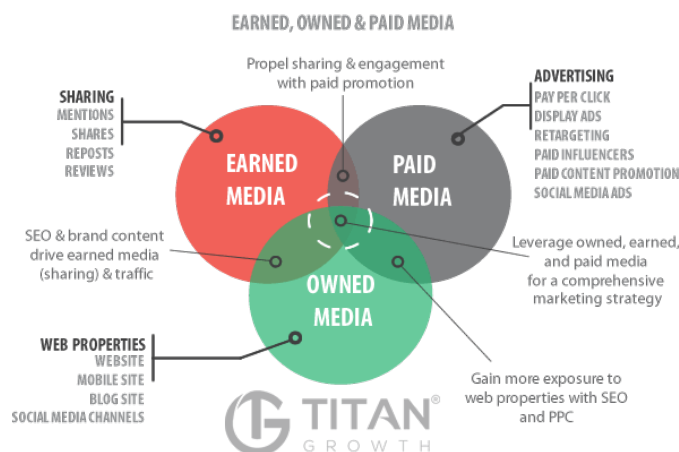 EARNED, OWNED & PAID MEDIA
Propel sharing & engagement
with paid promotion
SHARING
MENTIONS
SHARES
REPOSTS
REVIEWS
ADVERTISING
PAY PER CLICK
DISPLAY ADS
RETARGETING
PAID INFLUENCERS
PAID CONTENT PROMOTION
SOCIAL MEDIA ADS
EARNED
MEDIA
PAID
MEDIA
SEO & brand content
drive earned media
(sharing) & traffic
Leverage owned, earned,
and paid media
for a comprehensive
marketing strategy
OWNED
MEDIA
WEB PROPERTIES
WEBSITE
MOBILE SITE
BLOG SITE
SOCIAL MEDIA CHANNELS
Gain more exposure to
web properties with SEO
and PPC
TG TITAN®
GROWTH